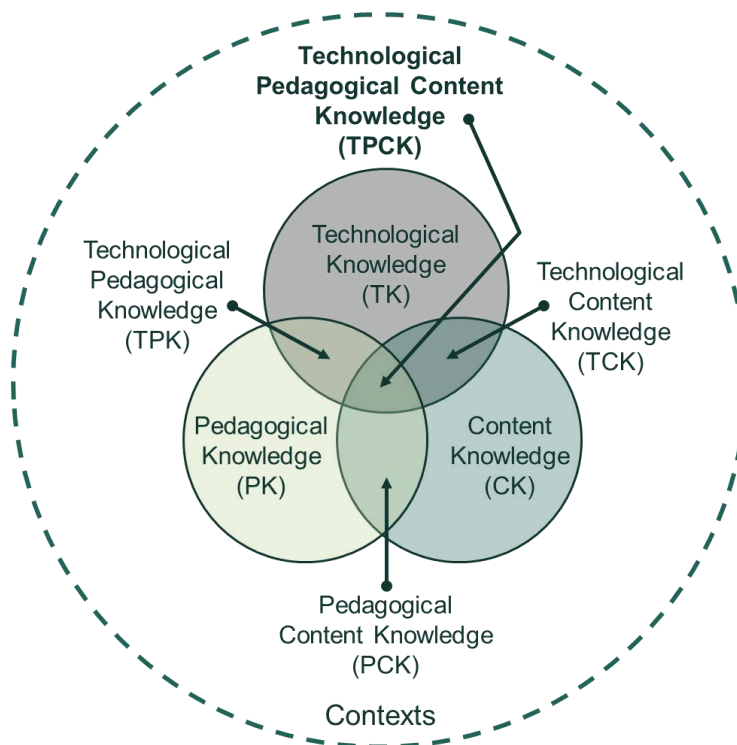 Technological
Pedagogical Content
Knowledge
(TPCK)
Technological
Pedagogical
Knowledge
(TPK)
Technological
Knowledge
(TK)
Technological
Content
Knowledge
(TCK)
Pedagogical
Knowledge
(PK)
Content
Knowledge
(CK)
Pedagogical
Content Knowledge
(PCK)
Contexts